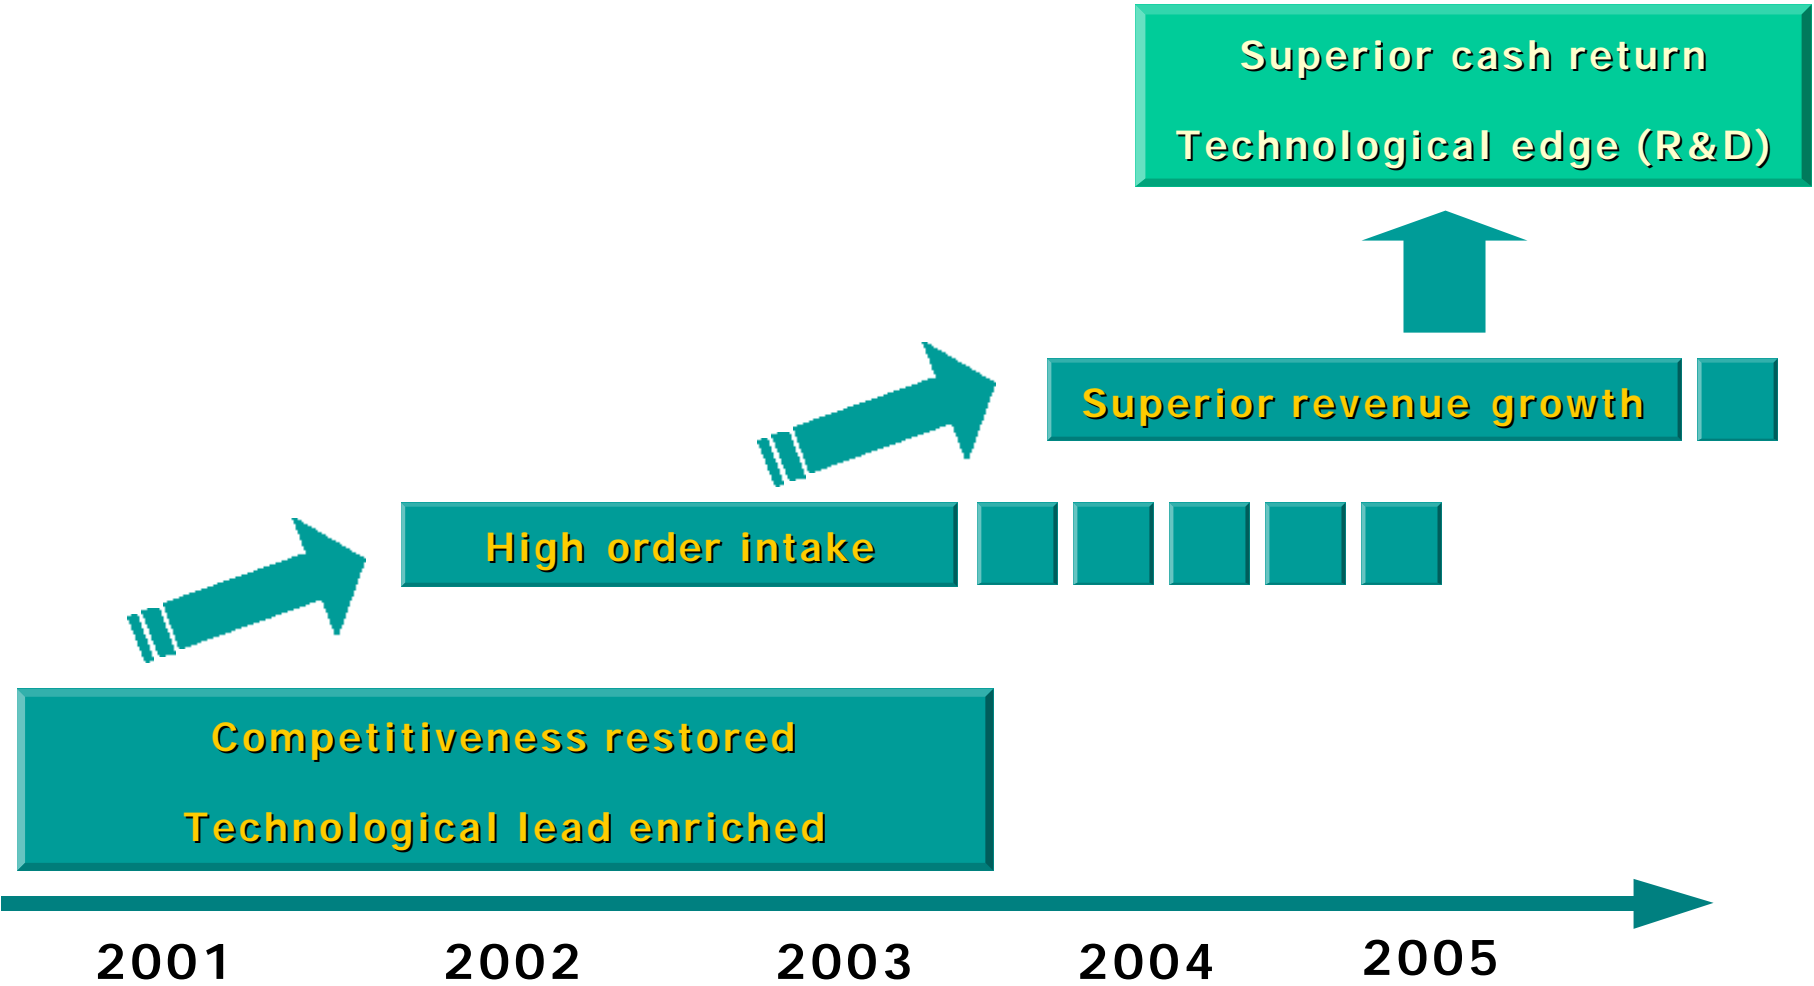 Superior cash return
Technological edge (R&D)
Superior revenue growth
High order intake
Competitiveness restored
Technological lead enriched
2001 2002 2003 2004 2005